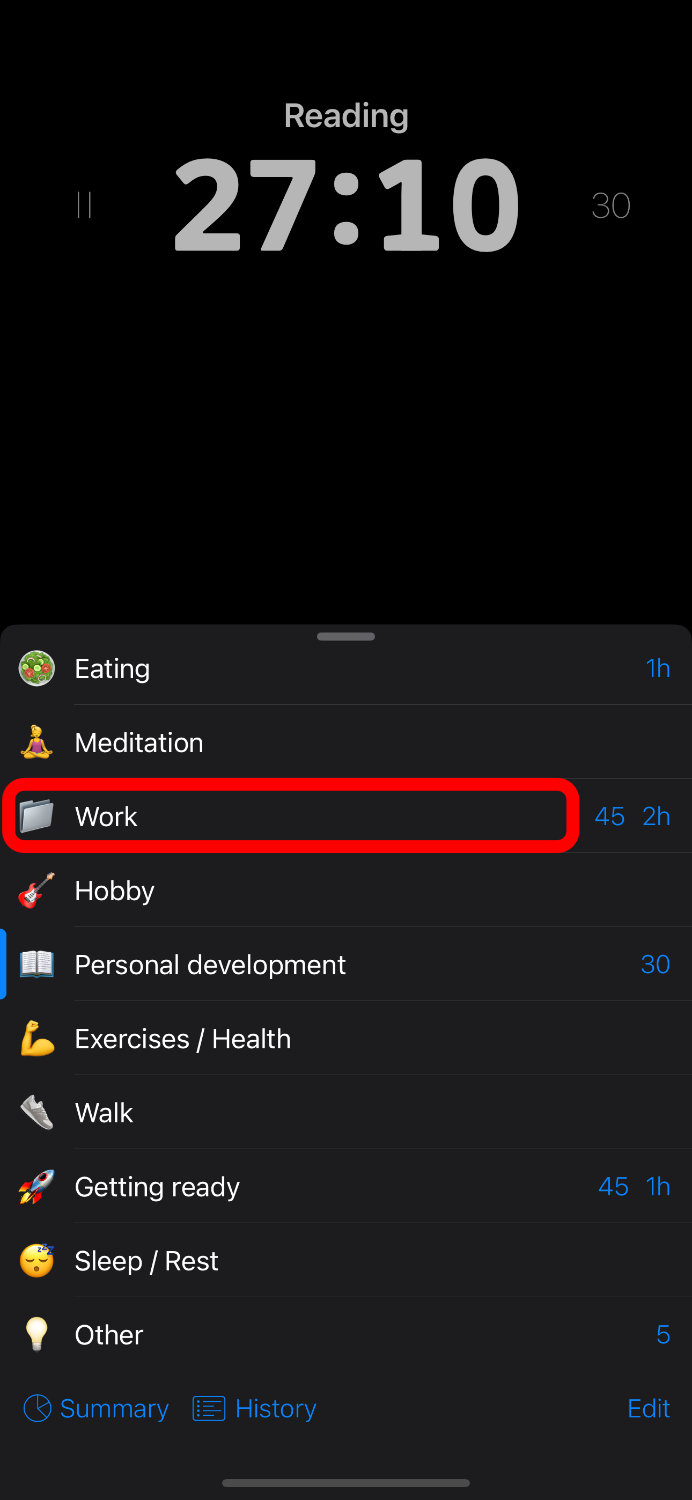 Reading
27:10
30
Eating 1h
Meditation
Work 45 2h
Hobby
Personal development 30
Exercises / Health
Walk
Getting ready 45 1h
Sleep / Rest
Other 5
Summary History Edit